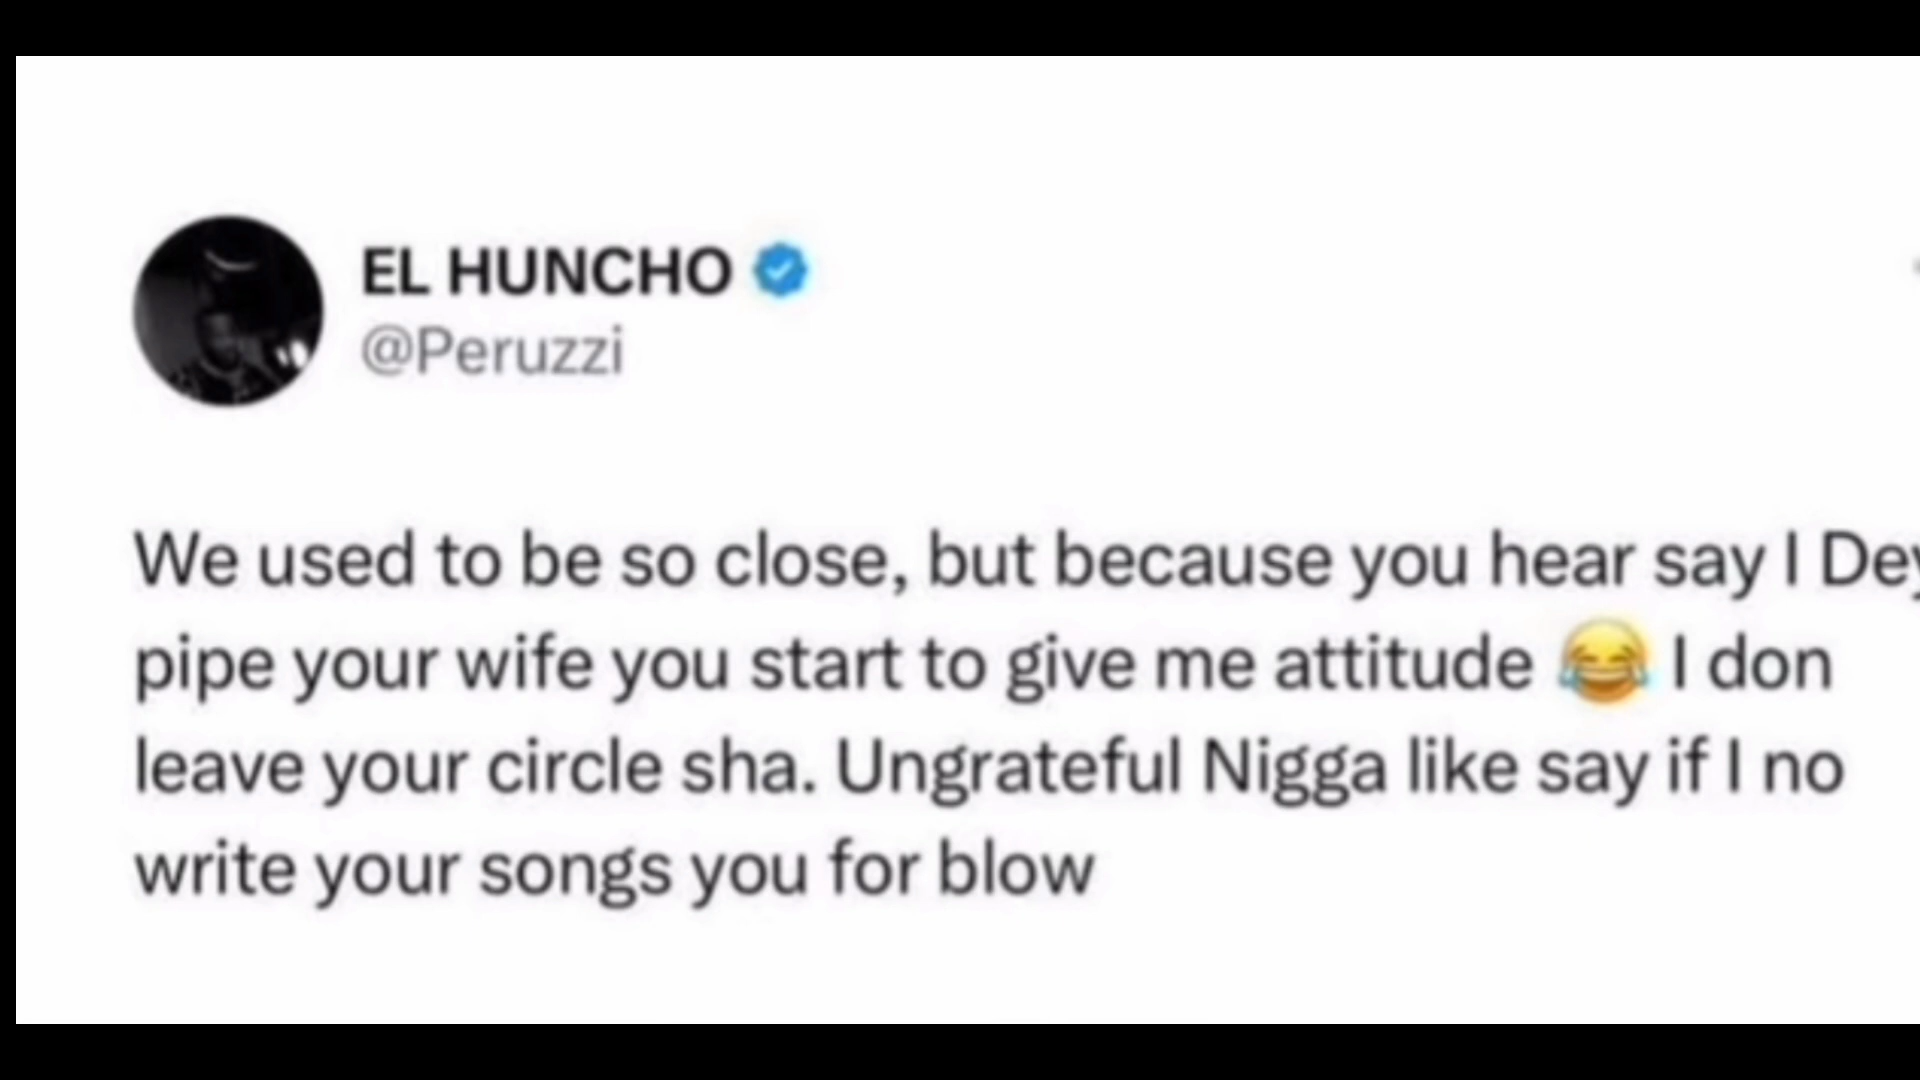 EL HUNCHO
@Peruzzi
We used to be so close, but because you hear say I Dey
pipe your wife you start to give me attitude 😂 I don
leave your circle sha. Ungrateful Nigga like say if I no
write your songs you for blow